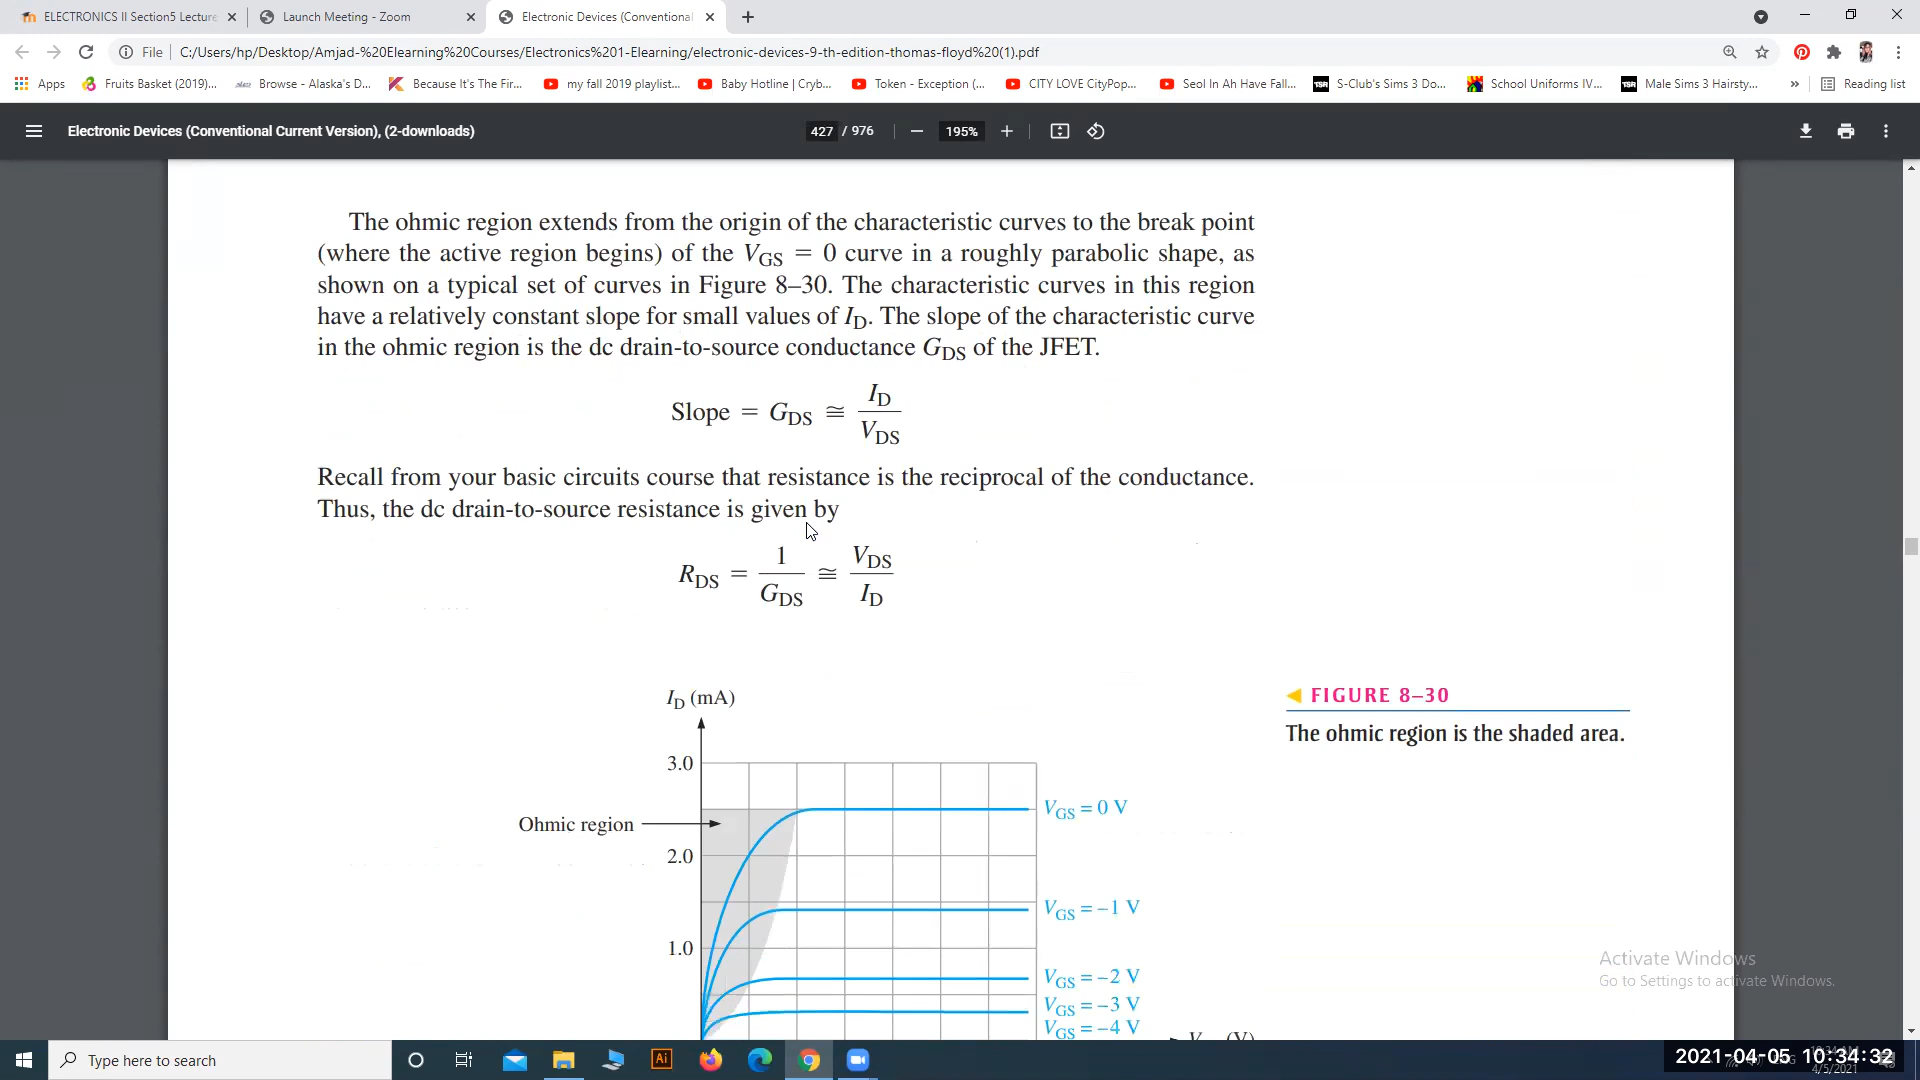 ELECTRONICS II Section5 Lecture
Launch Meeting - Zoom
Electronic Devices (Conventional
File
C:/Users/hp/Desktop/Amjad-%20Elearning%20Courses/Electronics%201-Elearning/electronic-devices-9-th-edition-thomas-floyd%20(1).pdf
Apps
Fruits Basket (2019)...
Browse - Alaska's D...
Because It's The Fir...
my fall 2019 playlist...
Baby Hotline | Cryb...
Token - Exception (...
CITY LOVE CityPop...
Seol In Ah Have Fall...
S-Club's Sims 3 Do...
School Uniforms IV...
Male Sims 3 Hairsty...
»
Reading list
Electronic Devices (Conventional Current Version), (2-downloads)
427 / 976
195%
The ohmic region extends from the origin of the characteristic curves to the break point
(where the active region begins) of the VGS = 0 curve in a roughly parabolic shape, as
shown on a typical set of curves in Figure 8–30. The characteristic curves in this region
have a relatively constant slope for small values of ID. The slope of the characteristic curve
in the ohmic region is the dc drain-to-source conductance GDS of the JFET.
Slope = GDS ≅ ID / VDS
Recall from your basic circuits course that resistance is the reciprocal of the conductance.
Thus, the dc drain-to-source resistance is given by
RDS = 1 / GDS ≅ VDS / ID
ID (mA)
FIGURE 8–30
The ohmic region is the shaded area.
3.0
VGS = 0 V
Ohmic region
2.0
VGS = –1 V
1.0
VGS = –2 V
VGS = –3 V
VGS = –4 V
Activate Windows
Go to Settings to activate Windows.
Type here to search
Ai
2021-04-05 10:34:32
4/5/2021